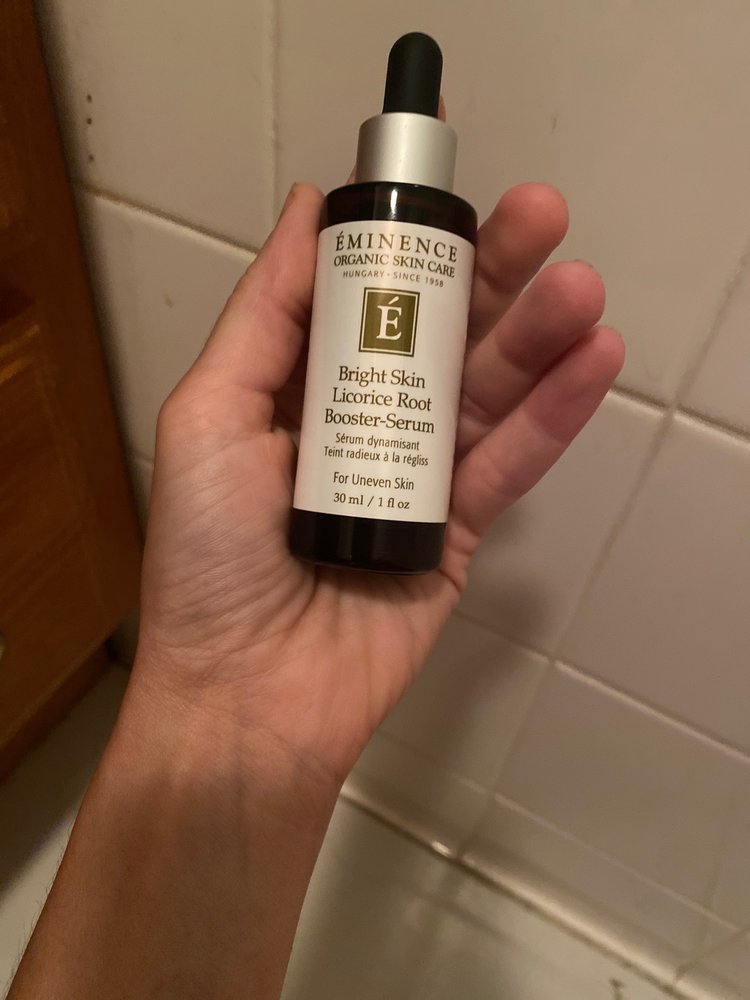 ÉMINENCE
ORGANIC SKIN CARE
HUNGARY · SINCE 1958
É
Bright Skin
Licorice Root
Booster-Serum
Sérum dynamisant
Teint radieux à la régliss
For Uneven Skin
30 ml / 1 fl oz